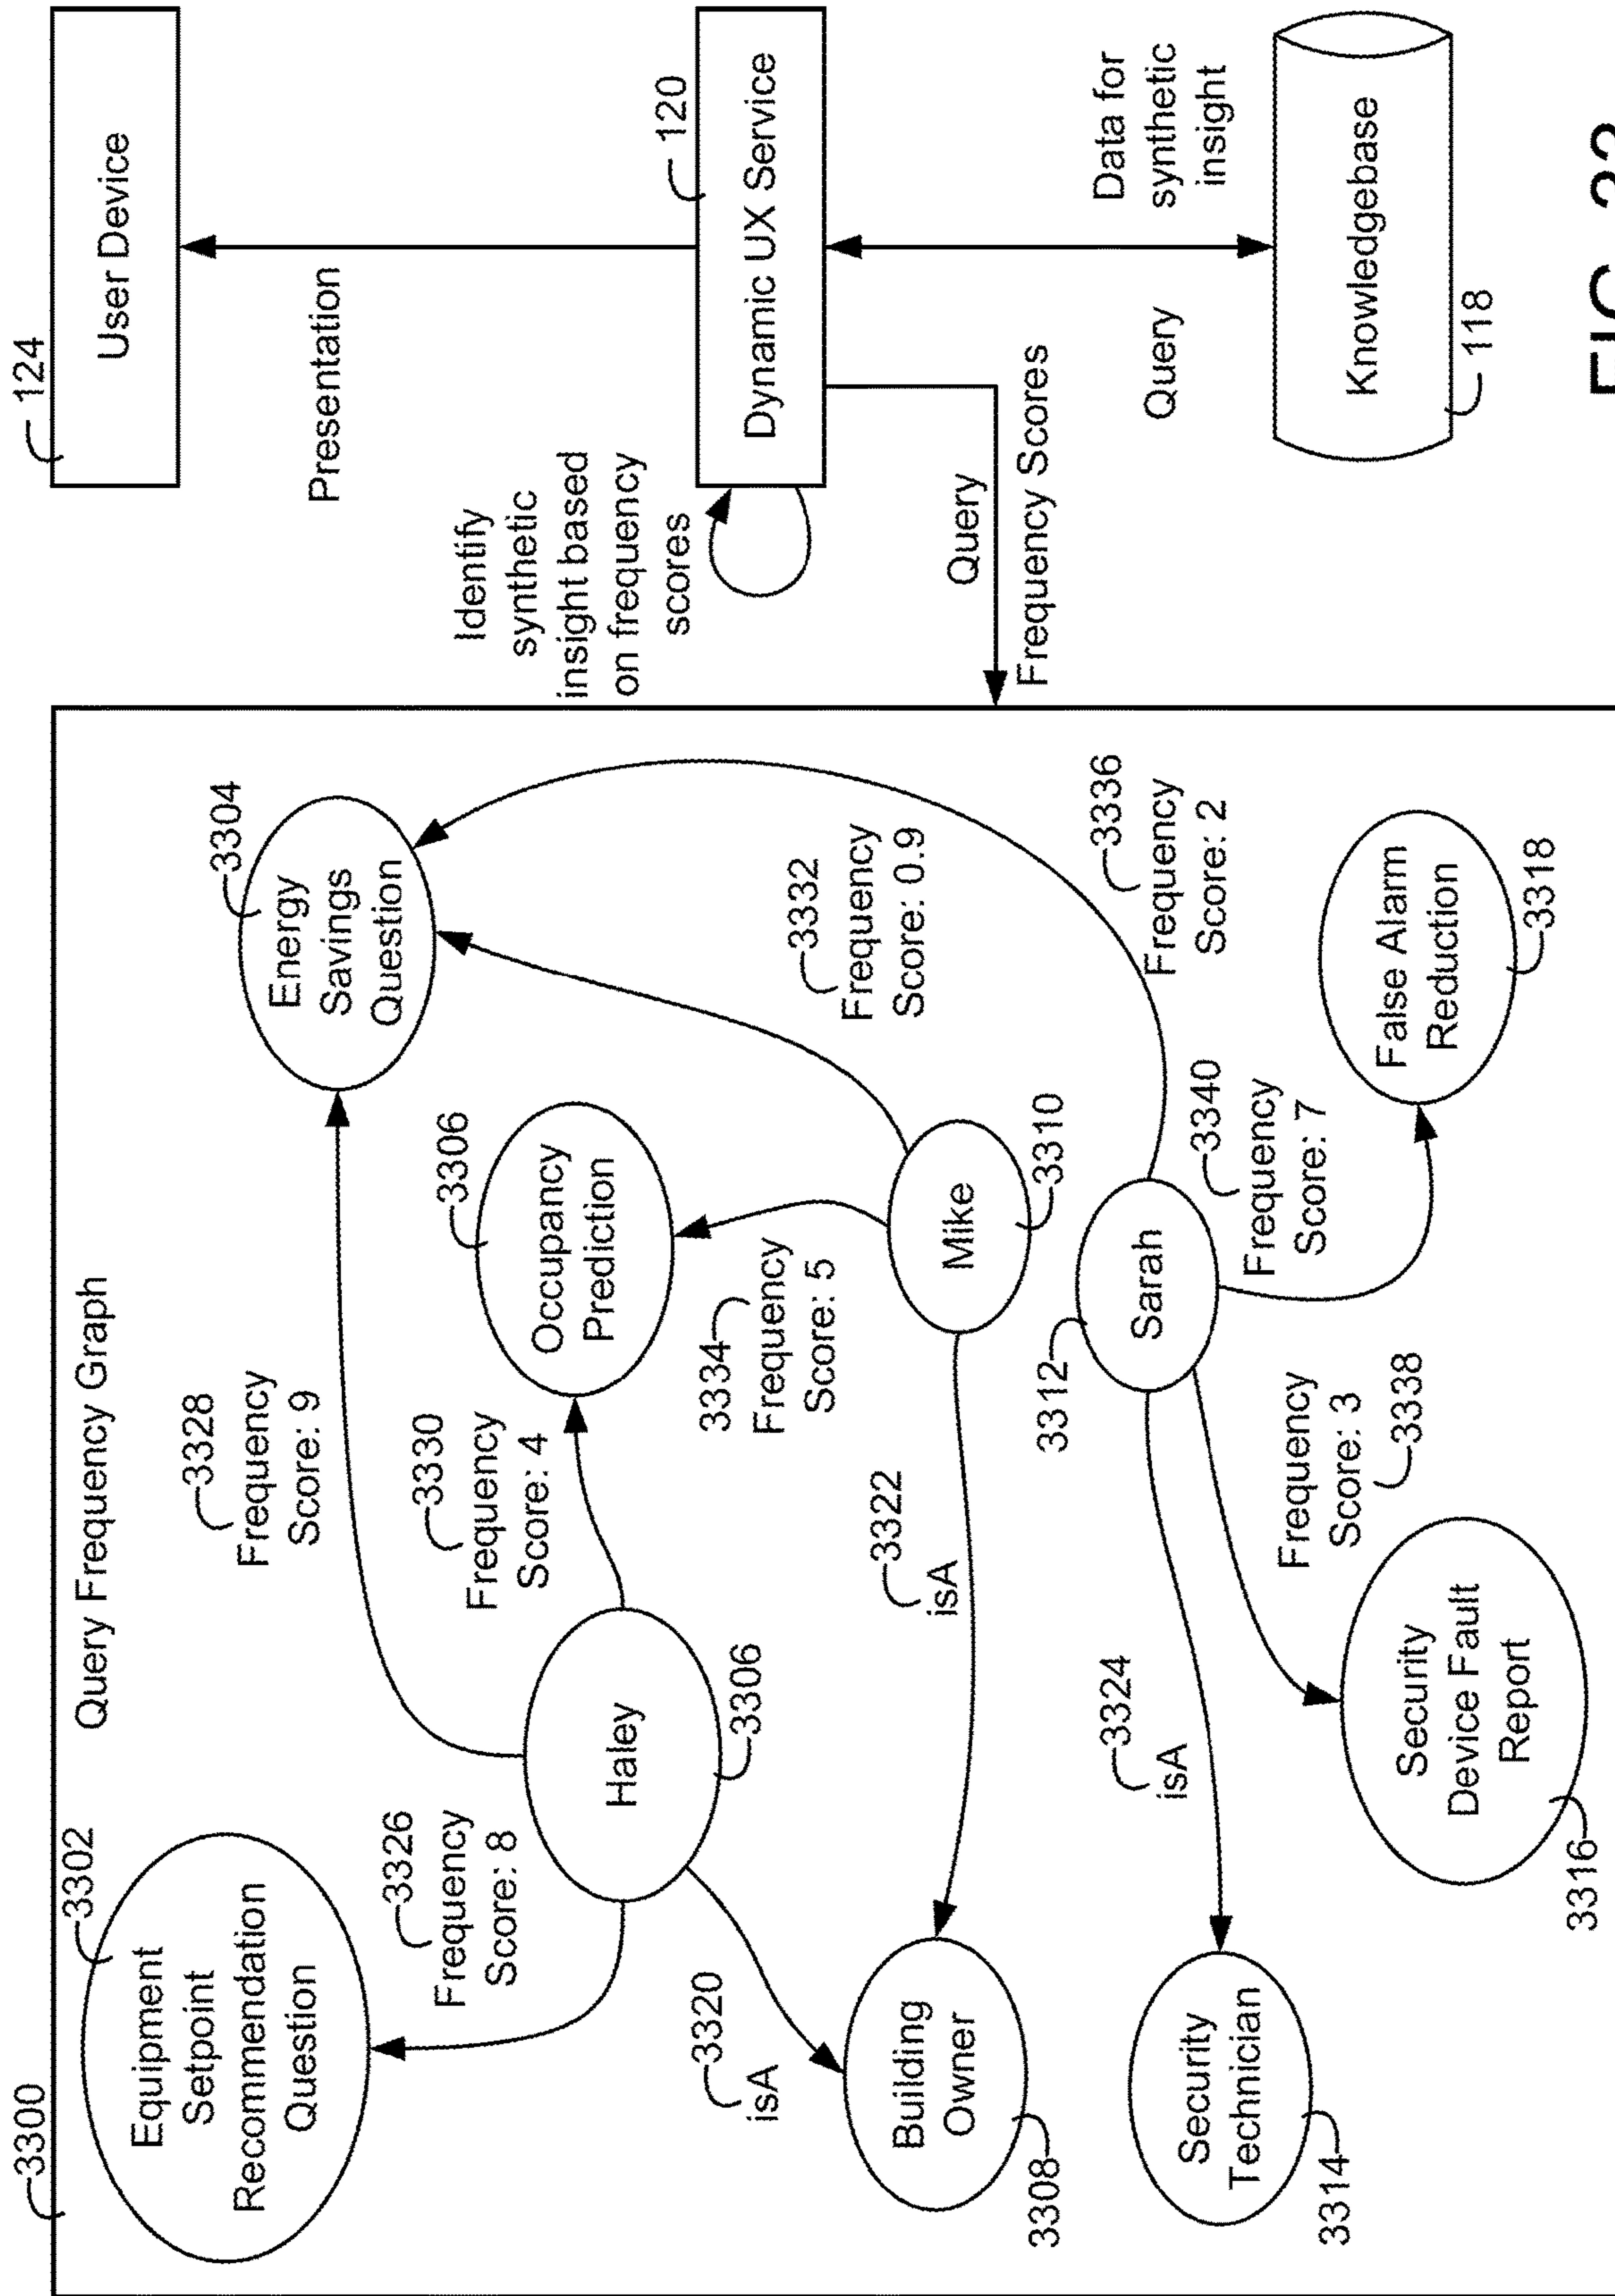 3300
Query Frequency Graph
3302
Equipment
Setpoint
Recommendation
Question
3326
Frequency
Score: 8
3328
Frequency
Score: 9
3304
Energy
Savings
Question
3330
Frequency
Score: 4
3306
Occupancy
Prediction
Haley
3306
3320
isA
3334
Frequency
Score: 5
3332
Frequency
Score: 0.9
Building
Owner
3308
3322
isA
Mike
3310
3336
Frequency
Score: 2
3312
Sarah
3324
isA
Security
Technician
3314
3340
Frequency
Score: 7
Frequency
Score: 3
3338
Security
Device Fault
Report
3316
False Alarm
Reduction
3318
124
User Device
Presentation
Identify
synthetic
insight based
on frequency
scores
120
Dynamic UX Service
Query
Frequency Scores
Query
Data for
synthetic
insight
Knowledgebase
118